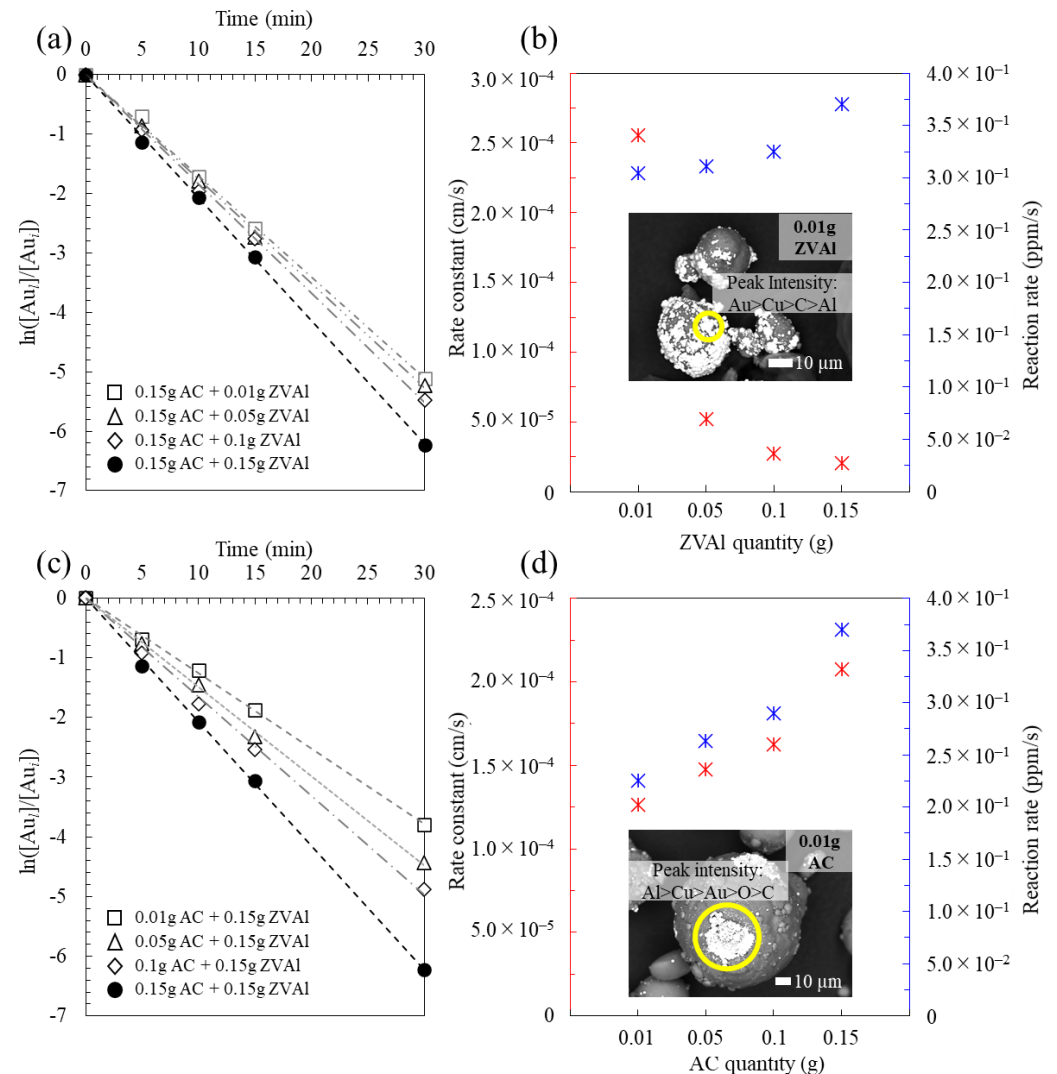 (a)
Time (min)
0 5 10 15 20 25 30
0
-1
-2
-3
-4
-5
-6
-7
ln([Au_t]/[Au_i])
0.15g AC + 0.01g ZVAl
0.15g AC + 0.05g ZVAl
0.15g AC + 0.1g ZVAl
0.15g AC + 0.15g ZVAl
(b)
3.0 × 10⁻⁴
2.5 × 10⁻⁴
2.0 × 10⁻⁴
1.5 × 10⁻⁴
1.0 × 10⁻⁴
5.0 × 10⁻⁵
0
Rate constant (cm/s)
0.01g
ZVAl
Peak Intensity:
Au>Cu>C>Al
10 µm
4.0 × 10⁻¹
3.5 × 10⁻¹
3.0 × 10⁻¹
2.5 × 10⁻¹
2.0 × 10⁻¹
1.5 × 10⁻¹
1.0 × 10⁻¹
5.0 × 10⁻²
0
Reaction rate (ppm/s)
0.01 0.05 0.1 0.15
ZVAl quantity (g)
(c)
Time (min)
0 5 10 15 20 25 30
0
-1
-2
-3
-4
-5
-6
-7
ln([Au_t]/[Au_i])
0.01g AC + 0.15g ZVAl
0.05g AC + 0.15g ZVAl
0.1g AC + 0.15g ZVAl
0.15g AC + 0.15g ZVAl
(d)
2.5 × 10⁻⁴
2.0 × 10⁻⁴
1.5 × 10⁻⁴
1.0 × 10⁻⁴
5.0 × 10⁻⁵
0
Rate constant (cm/s)
0.01g
AC
Peak intensity:
Al>Cu>Au>O>C
10 µm
4.0 × 10⁻¹
3.5 × 10⁻¹
3.0 × 10⁻¹
2.5 × 10⁻¹
2.0 × 10⁻¹
1.5 × 10⁻¹
1.0 × 10⁻¹
5.0 × 10⁻²
0
Reaction rate (ppm/s)
0.01 0.05 0.1 0.15
AC quantity (g)